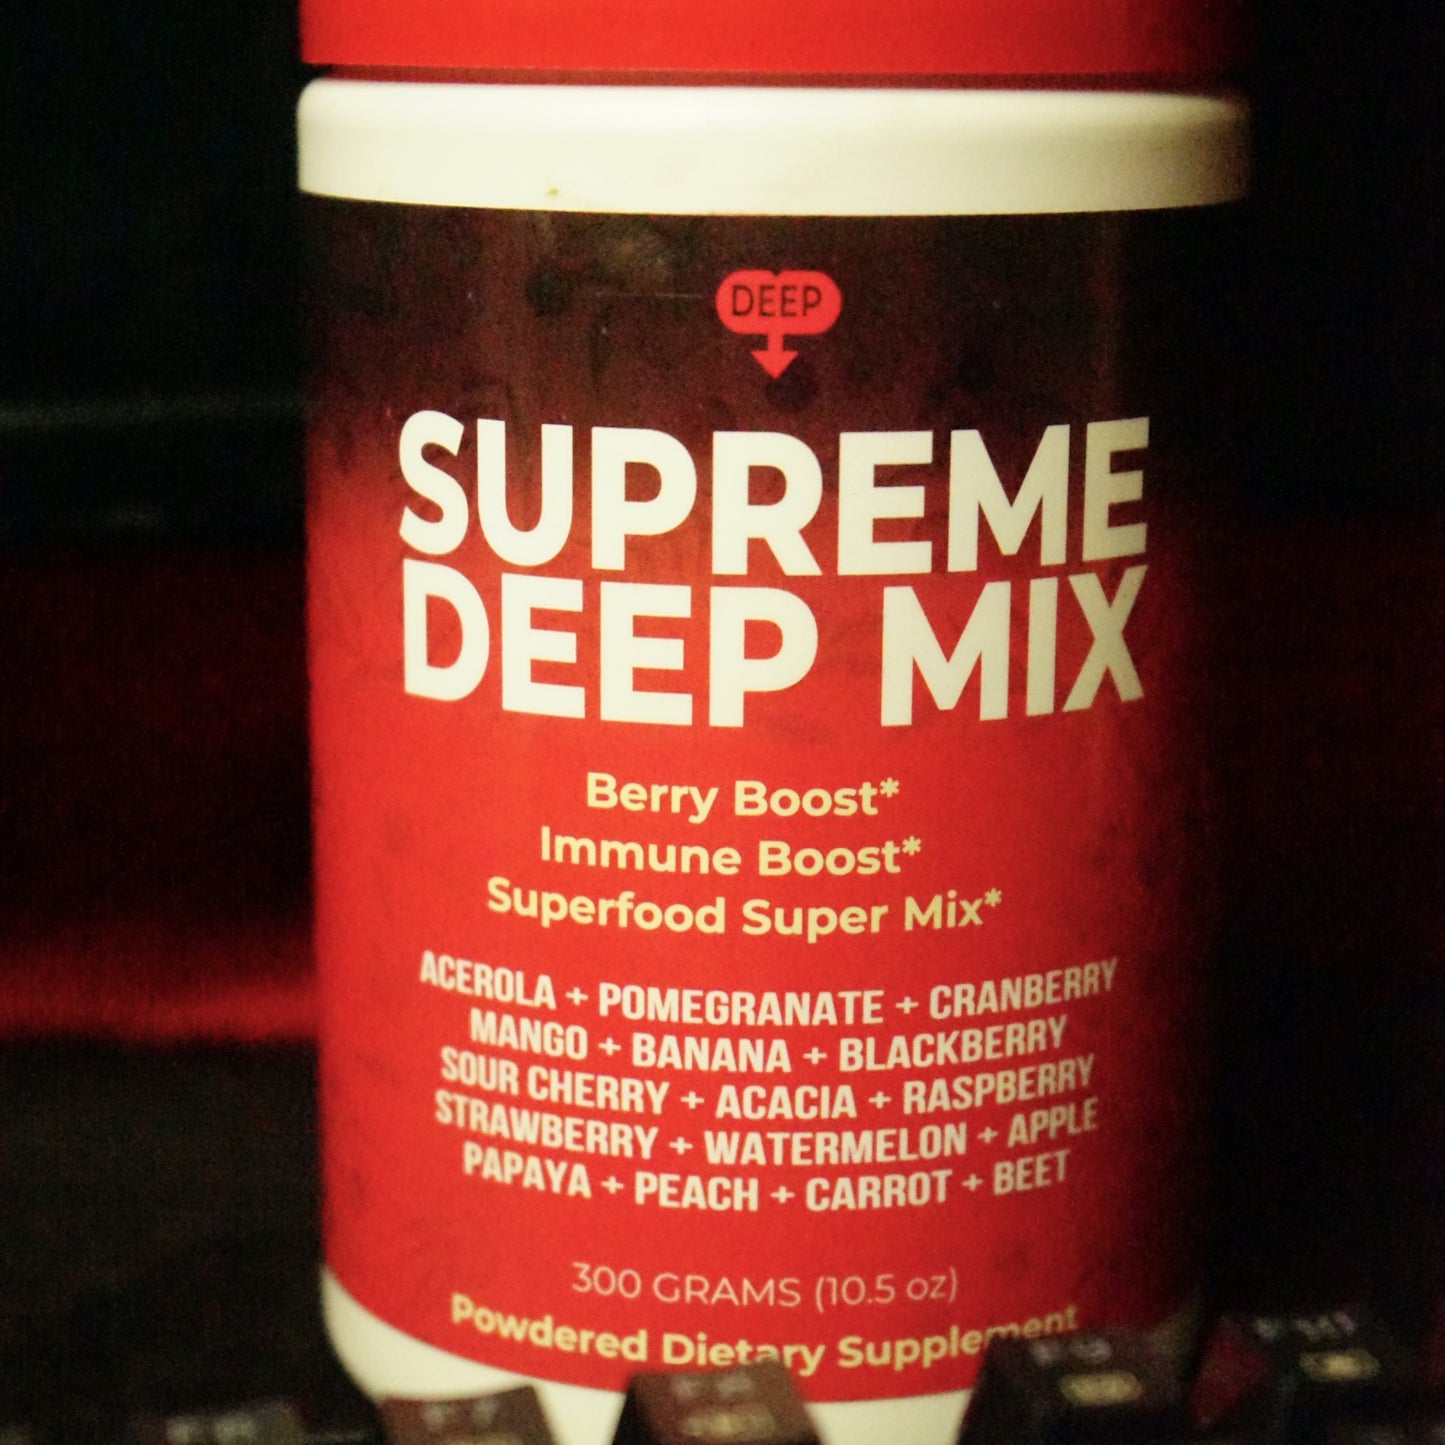 DEEP
SUPREME
DEEP MIX
Berry Boost*
Immune Boost*
Superfood Super Mix*
ACEROLA + POMEGRANATE + CRANBERRY
MANGO + BANANA + BLACKBERRY
SOUR CHERRY + ACACIA + RASPBERRY
STRAWBERRY + WATERMELON + APPLE
PAPAYA + PEACH + CARROT + BEET
300 GRAMS (10.5 oz)
Powdered Dietary Supplement